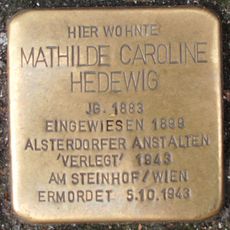 HIER WOHNTE
MATHILDE CAROLINE
HEDEWIG
JG. 1883
EINGEWIESEN 1899
ALSTERDORFER ANSTALTEN
'VERLEGT' 1943
AM STEINHOF/WIEN
ERMORDET 5.10.1943